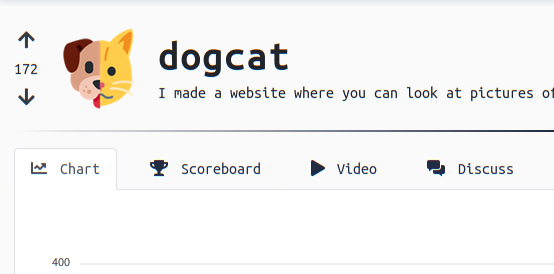 172
dogcat
I made a website where you can look at pictures of
Chart Scoreboard Video Discuss
400